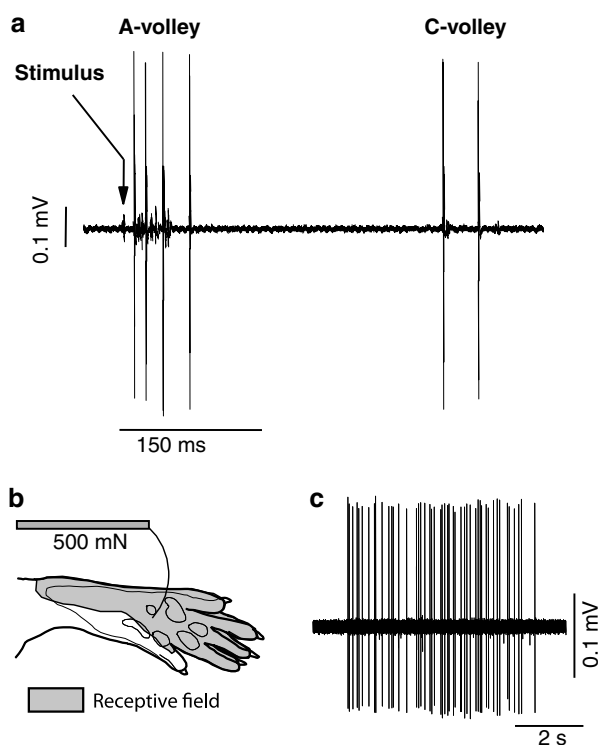 a
A-volley
C-volley
Stimulus
0.1 mV
150 ms
b
500 mN
Receptive field
c
0.1 mV
2 s